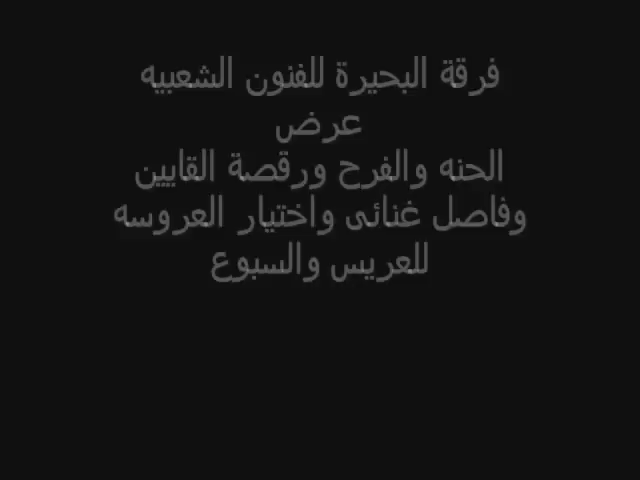 فرقة البحيرة للفنون الشعبيه
عرض
الحنه والفرح ورقصة القايين
وفاصل غنائى واختيار العروسه
للعريس والسبوع